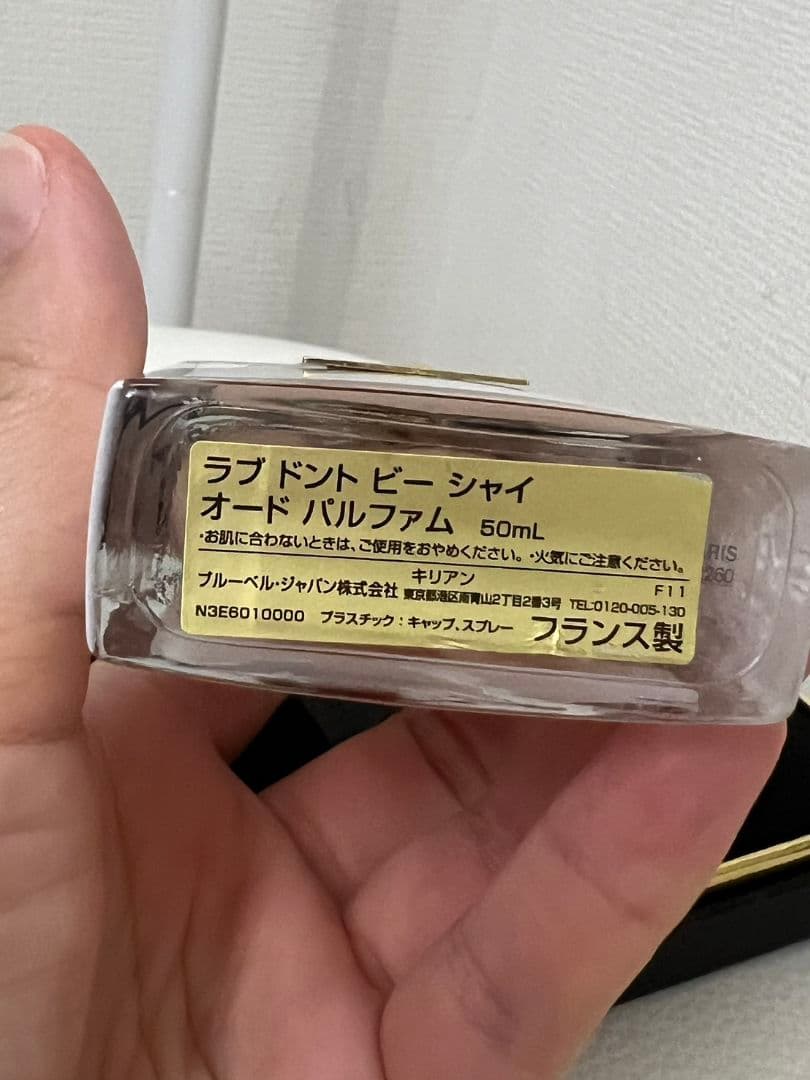 ラブ ドント ビー シャイ
オード パルファム 50mL
・お肌に合わないときは、ご使用をおやめください。・火気にご注意ください。
キリアン F11
ブルーベル・ジャパン株式会社 東京都港区南青山2丁目2番3号 TEL:0120-005-130
N3E6010000 プラスチック：キャップ、スプレー フランス製
RIS
260